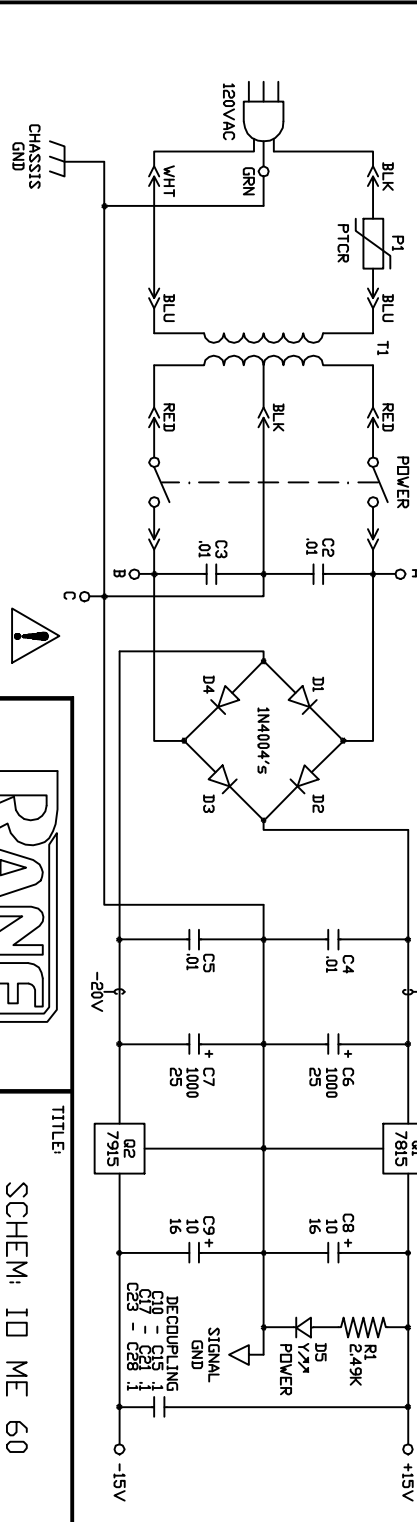 120VAC
CHASSIS
GND
WHT
GRN
BLK
P1
PTCR
BLU
BLU
T1
RED
BLK
RED
POWER
C3
.01
C2
.01
B
C
D4
D1
1N4004's
D3
D2
C5
.01
C4
.01
-20V
C7
1000
25
+
C6
1000
25
+
Q2
7915
7815
C9
10
16
+
C8
10
16
+
R1
2.49K
D5
Y
POWER
SIGNAL
GND
DECOUPLING
C10 - C15 .1
C17 - C21 .1
C23 - C28 .1
+15V
-15V
!
RANE
TITLE:
SCHEM: IO ME 60